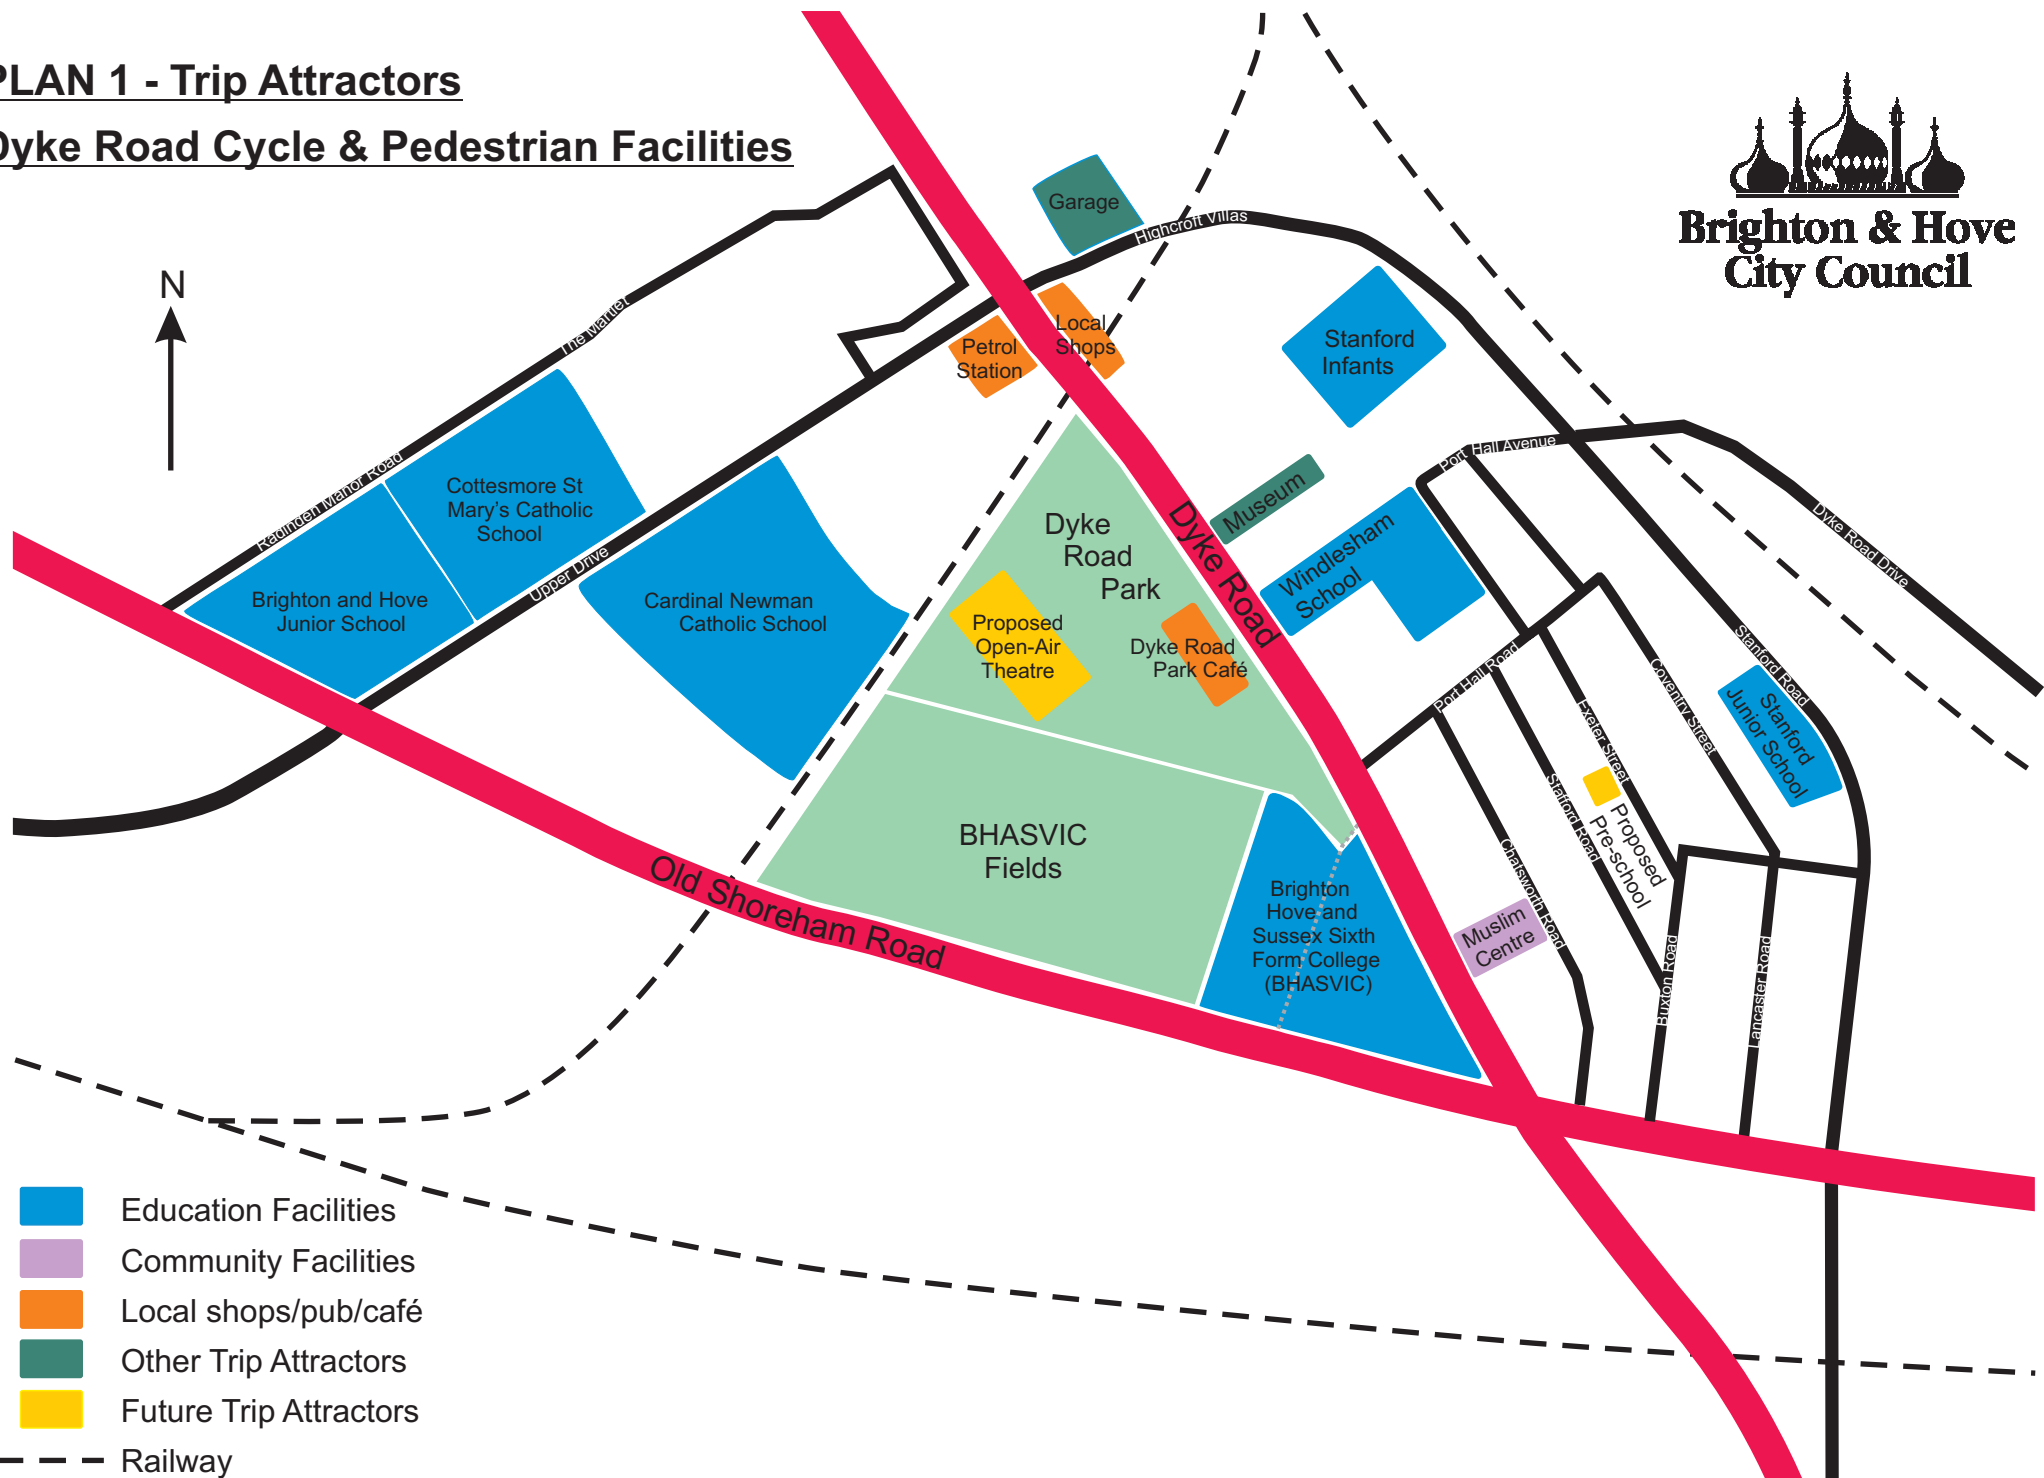 PLAN 1 - Trip Attractors
Dyke Road Cycle & Pedestrian Facilities
Brighton & Hove
City Council
N
Garage
Highcroft Villas
The Martlet
Petrol
Station
Local
Shops
Stanford
Infants
Radinden Manor Road
Cottesmore St
Mary's Catholic
School
Port Hall Avenue
Museum
Dyke Road Drive
Dyke
Road
Park
Dyke Road
Windlesham
School
Upper Drive
Brighton and Hove
Junior School
Cardinal Newman
Catholic School
Proposed
Open-Air
Theatre
Dyke Road
Park Café
Port Hall Road
Coventry Street
Stanford Road
Stanford
Junior School
Exeter Street
Stafford Road
Proposed
Pre-school
Chatsworth Road
BHASVIC
Fields
Old Shoreham Road
Brighton
Hove and
Sussex Sixth
Form College
(BHASVIC)
Muslim
Centre
Buxton Road
Lancaster Road
Education Facilities
Community Facilities
Local shops/pub/café
Other Trip Attractors
Future Trip Attractors
Railway